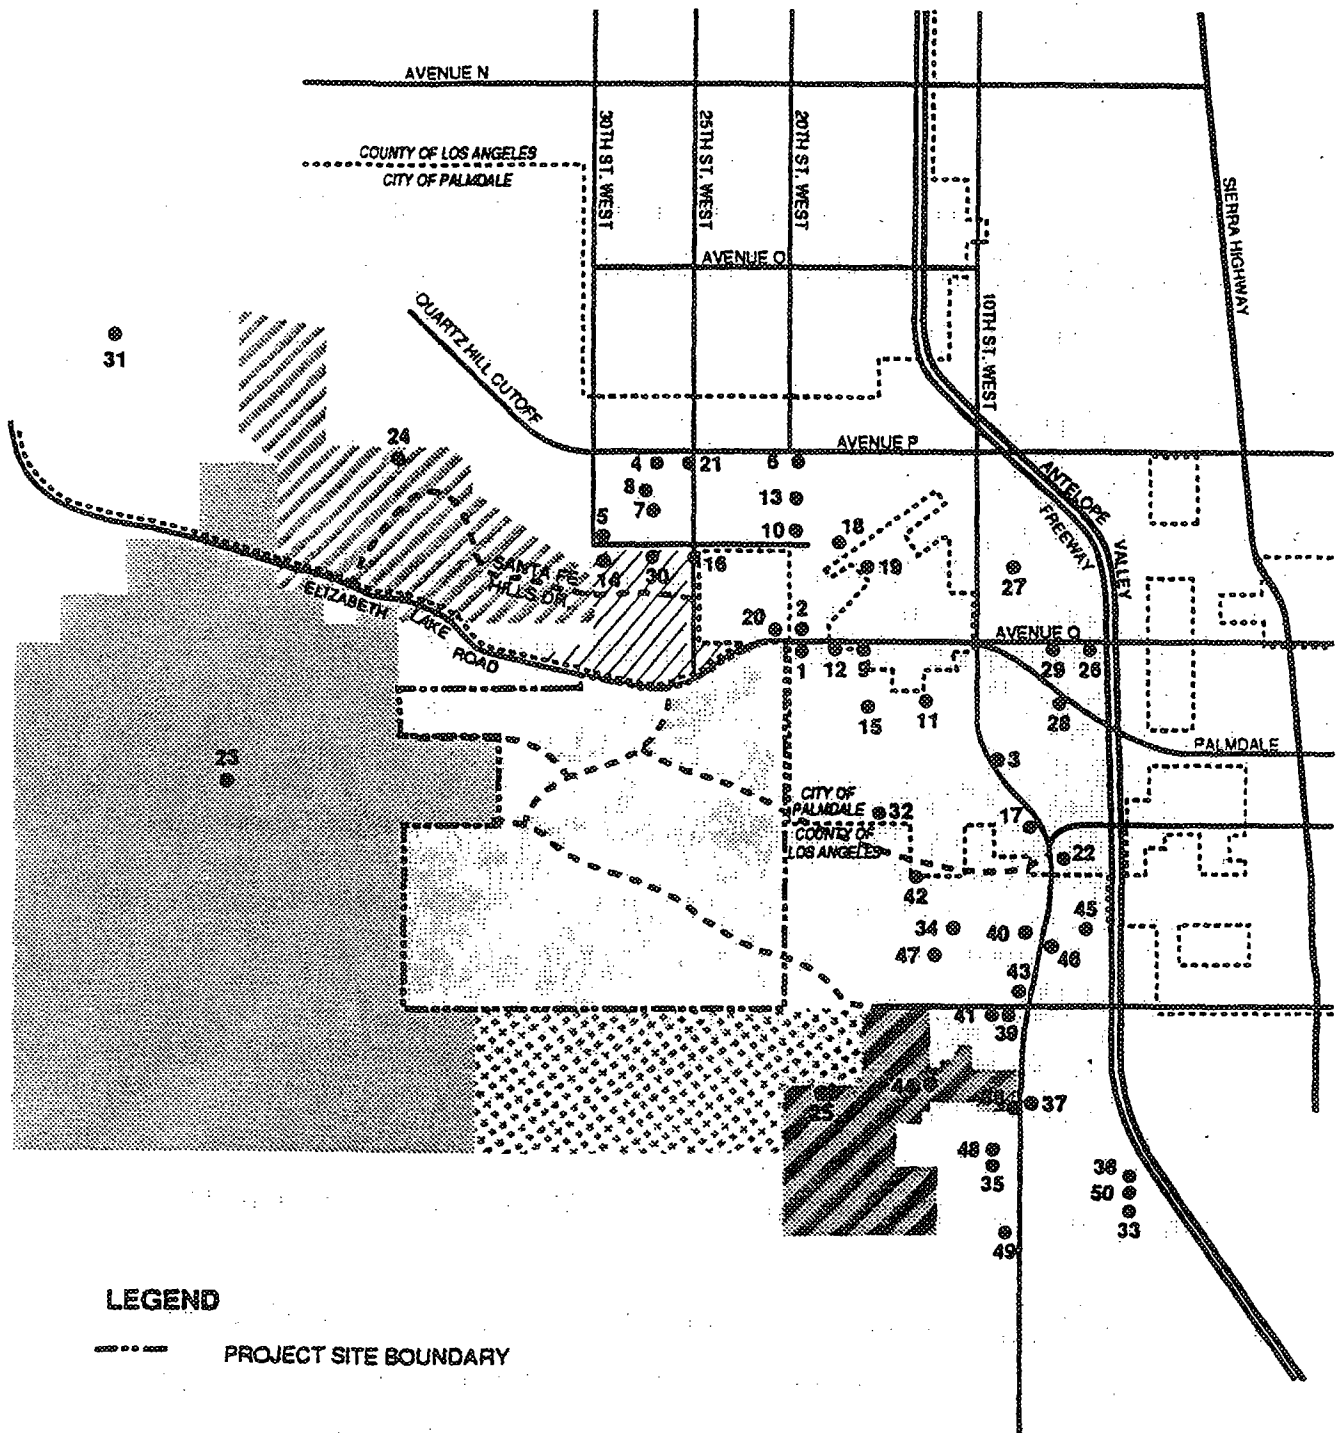 AVENUE N
30TH ST. WEST
25TH ST. WEST
20TH ST. WEST
COUNTY OF LOS ANGELES
CITY OF PALMDALE
SIERRA HIGHWAY
AVENUE O
10TH ST. WEST
QUARTZ HILL CUTOFF
31
24
AVENUE P
4
21
6
ANTELOPE
VALLEY
FREEWAY
8
13
7
5
10
18
14
30
16
19
27
SANTA FE
HILLS DR.
ELIZABETH LAKE
ROAD
20
2
AVENUE Q
1
12
9
29
26
15
11
28
PALMDALE
23
3
CITY OF
PALMDALE
32
17
COUNTY OF
LOS ANGELES
22
42
34
40
45
47
46
43
41
39
44
37
25
48
35
36
50
33
49
LEGEND
PROJECT SITE BOUNDARY